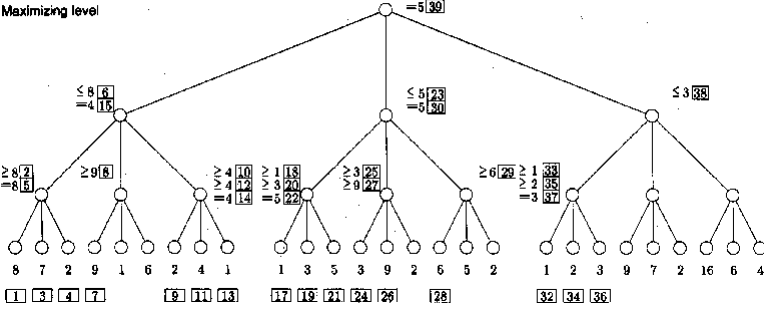 Maximizing level
=5 39
≤ 8 6
=4 15
≤ 5 23
=5 30
≤ 3 38
≥ 8 2
=8 5
≥ 9 8
≥ 4 10
≥ 4 12
=4 14
≥ 1 18
≥ 3 20
=5 22
≥ 3 25
≥ 9 27
≥ 6 29
≥ 1 33
≥ 2 35
=3 37
8 7 2 9 1 6 2 4 1 1 3 5 3 9 2 6 5 2 1 2 3 9 7 2 16 6 4
1 3 4 7 9 11 13 17 19 21 24 26 28 32 34 36